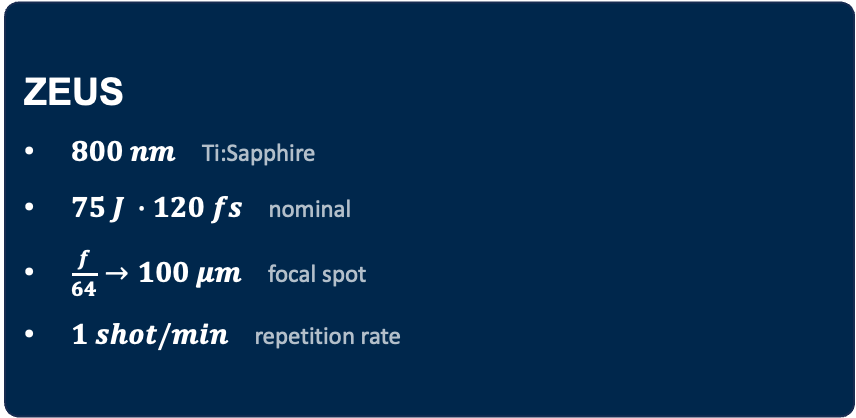 ZEUS
• 800 nm Ti:Sapphire
• 75 J · 120 fs nominal
• f/64 → 100 μm focal spot
• 1 shot/min repetition rate